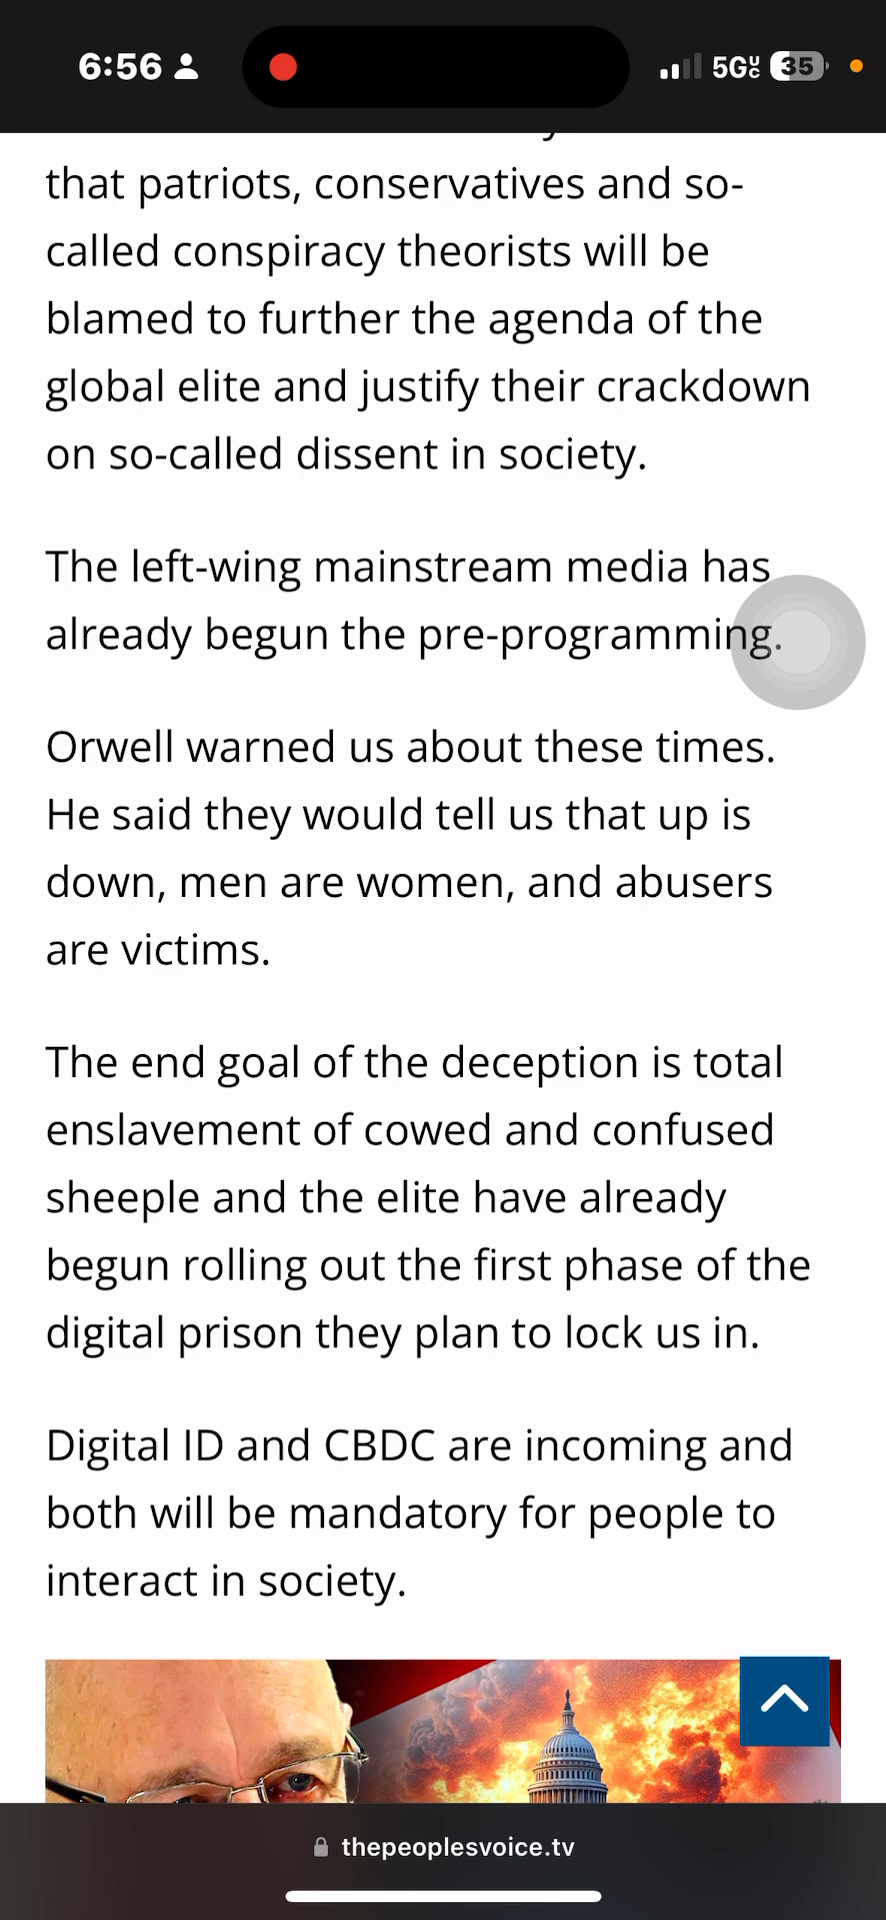 6:56
5G UC 35
that patriots, conservatives and so-
called conspiracy theorists will be
blamed to further the agenda of the
global elite and justify their crackdown
on so-called dissent in society.
The left-wing mainstream media has
already begun the pre-programming.
Orwell warned us about these times.
He said they would tell us that up is
down, men are women, and abusers
are victims.
The end goal of the deception is total
enslavement of cowed and confused
sheeple and the elite have already
begun rolling out the first phase of the
digital prison they plan to lock us in.
Digital ID and CBDC are incoming and
both will be mandatory for people to
interact in society.
thepeoplesvoice.tv